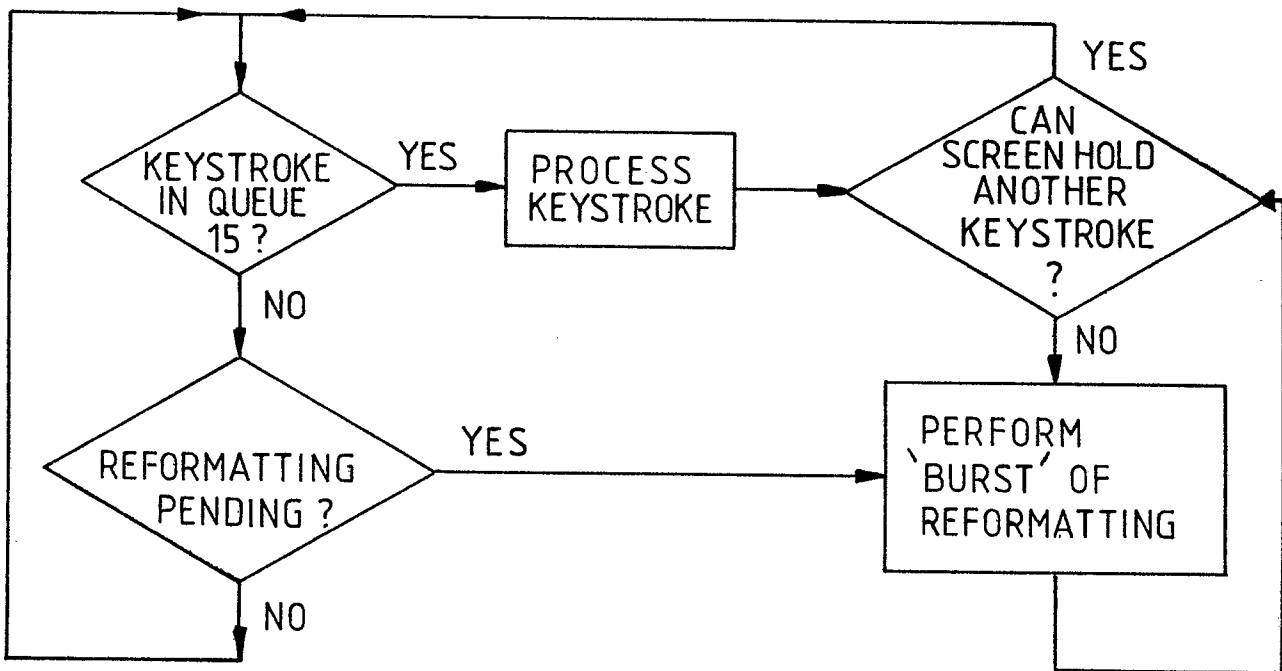 KEYSTROKE
IN QUEUE
15 ?
YES
PROCESS
KEYSTROKE
YES
CAN
SCREEN HOLD
ANOTHER
KEYSTROKE
?
NO
NO
REFORMATTING
PENDING ?
YES
PERFORM
‵BURST′ OF
REFORMATTING
NO